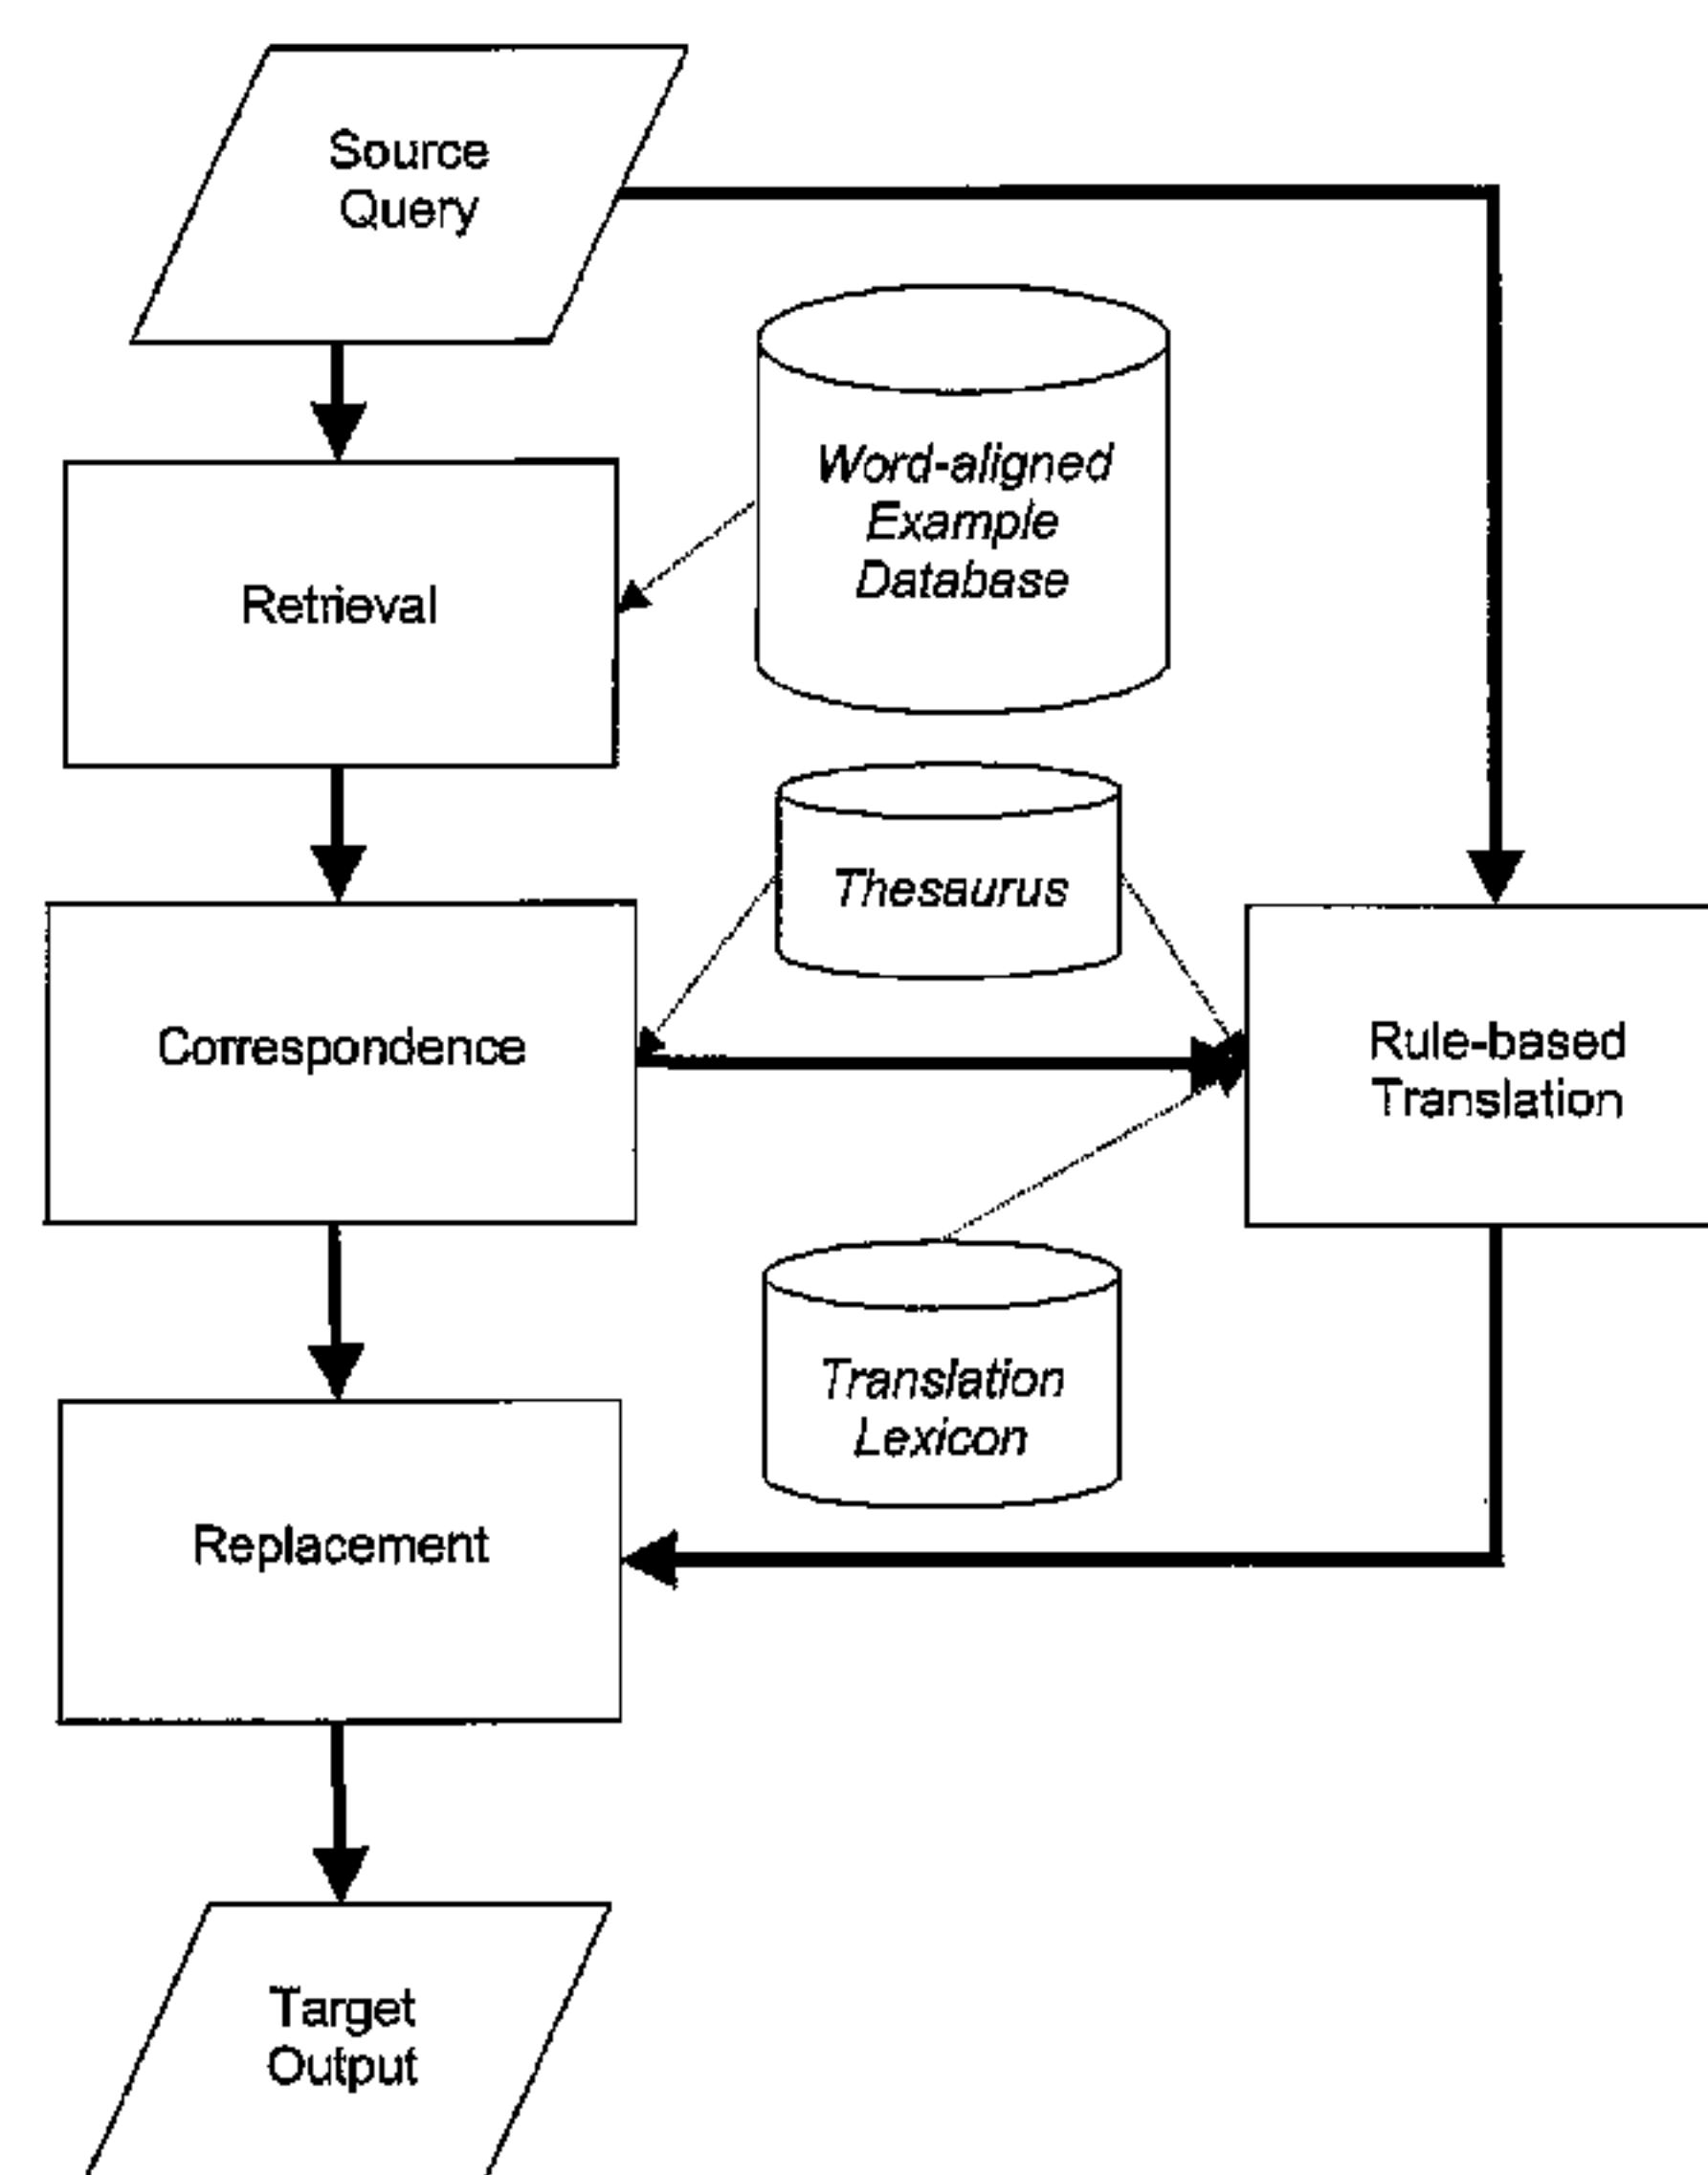 Source
Query
Word-aligned
Example
Database
Retrieval
Thesaurus
Correspondence
Rule-based
Translation
Translation
Lexicon
Replacement
Target
Output